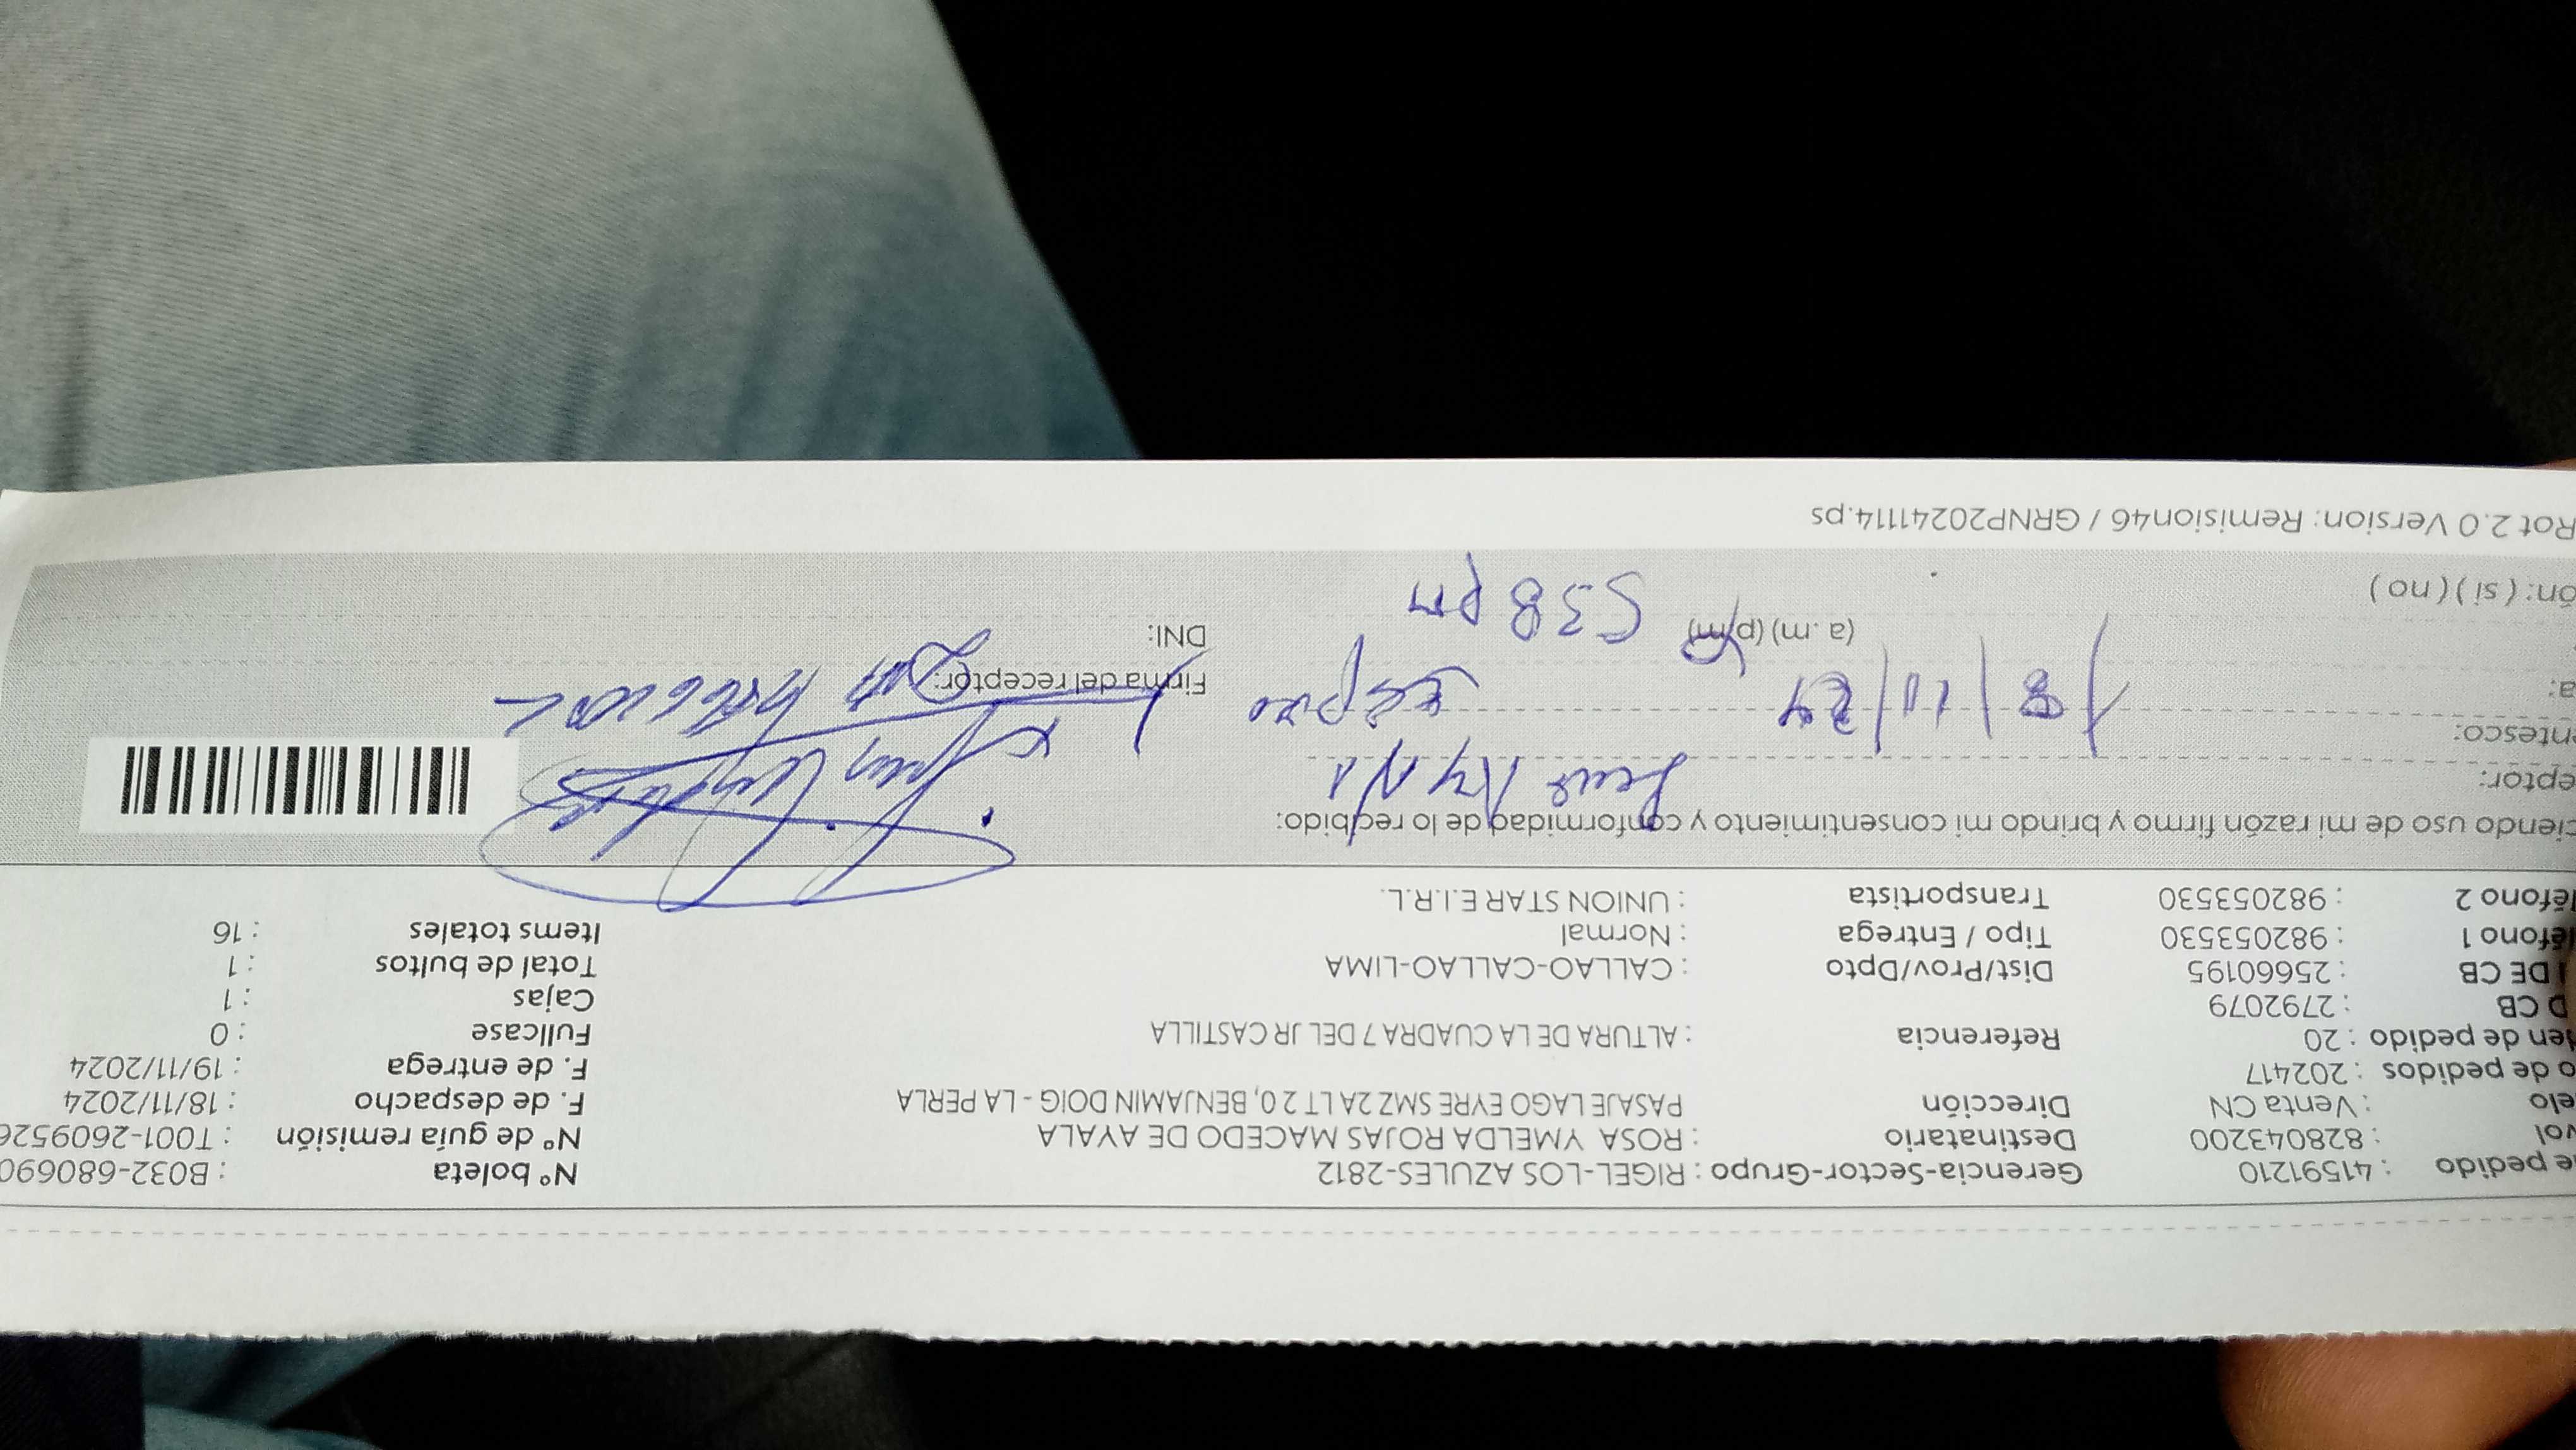 e pedido : 41591210 Gerencia-Sector-Grupo : RIGEL-LOS AZULES-2812 Nº boleta : B032-680690
vol : 828043200 Destinatario : ROSA YMELDA ROJAS MACEDO DE AYALA Nº de guía remisión : T001-2609526
elo : Venta CN Dirección PASAJE LAGO EYRE SMZ 2A LT 20, BENJAMIN DOIG - LA PERLA F. de despacho : 18/11/2024
o de pedidos : 202417 F. de entrega : 19/11/2024
den de pedido : 20 Referencia : ALTURA DE LA CUADRA 7 DEL JR CASTILLA Fullcase : 0
D CB : 2792079 Cajas : 1
I DE CB : 25660195 Dist/Prov/Dpto : CALLAO-CALLAO-LIMA Total de bultos : 1
léfono 1 : 982053530 Tipo / Entrega : Normal Items totales : 16
léfono 2 : 982053530 Transportista : UNION STAR E.I.R.L.
ciendo uso de mi razón firmo y brindo mi consentimiento y conformidad de lo recibido:
eptor:
entesco:
a: 18/11/24 Firma del receptor:
(a.m) (p/m) 538 pm DNI:
ón: ( si ) ( no )
Rot 2.0 Version: Remision46 / GRNP20241114.ps